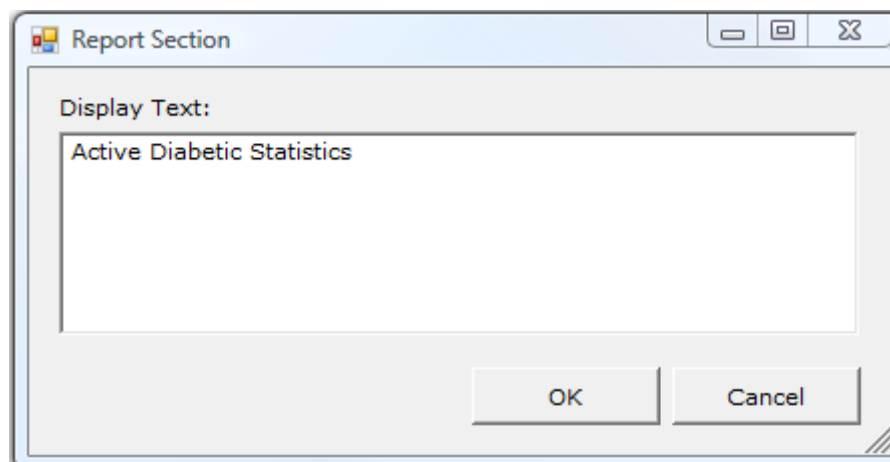 Report Section
Display Text:
Active Diabetic Statistics
OK Cancel